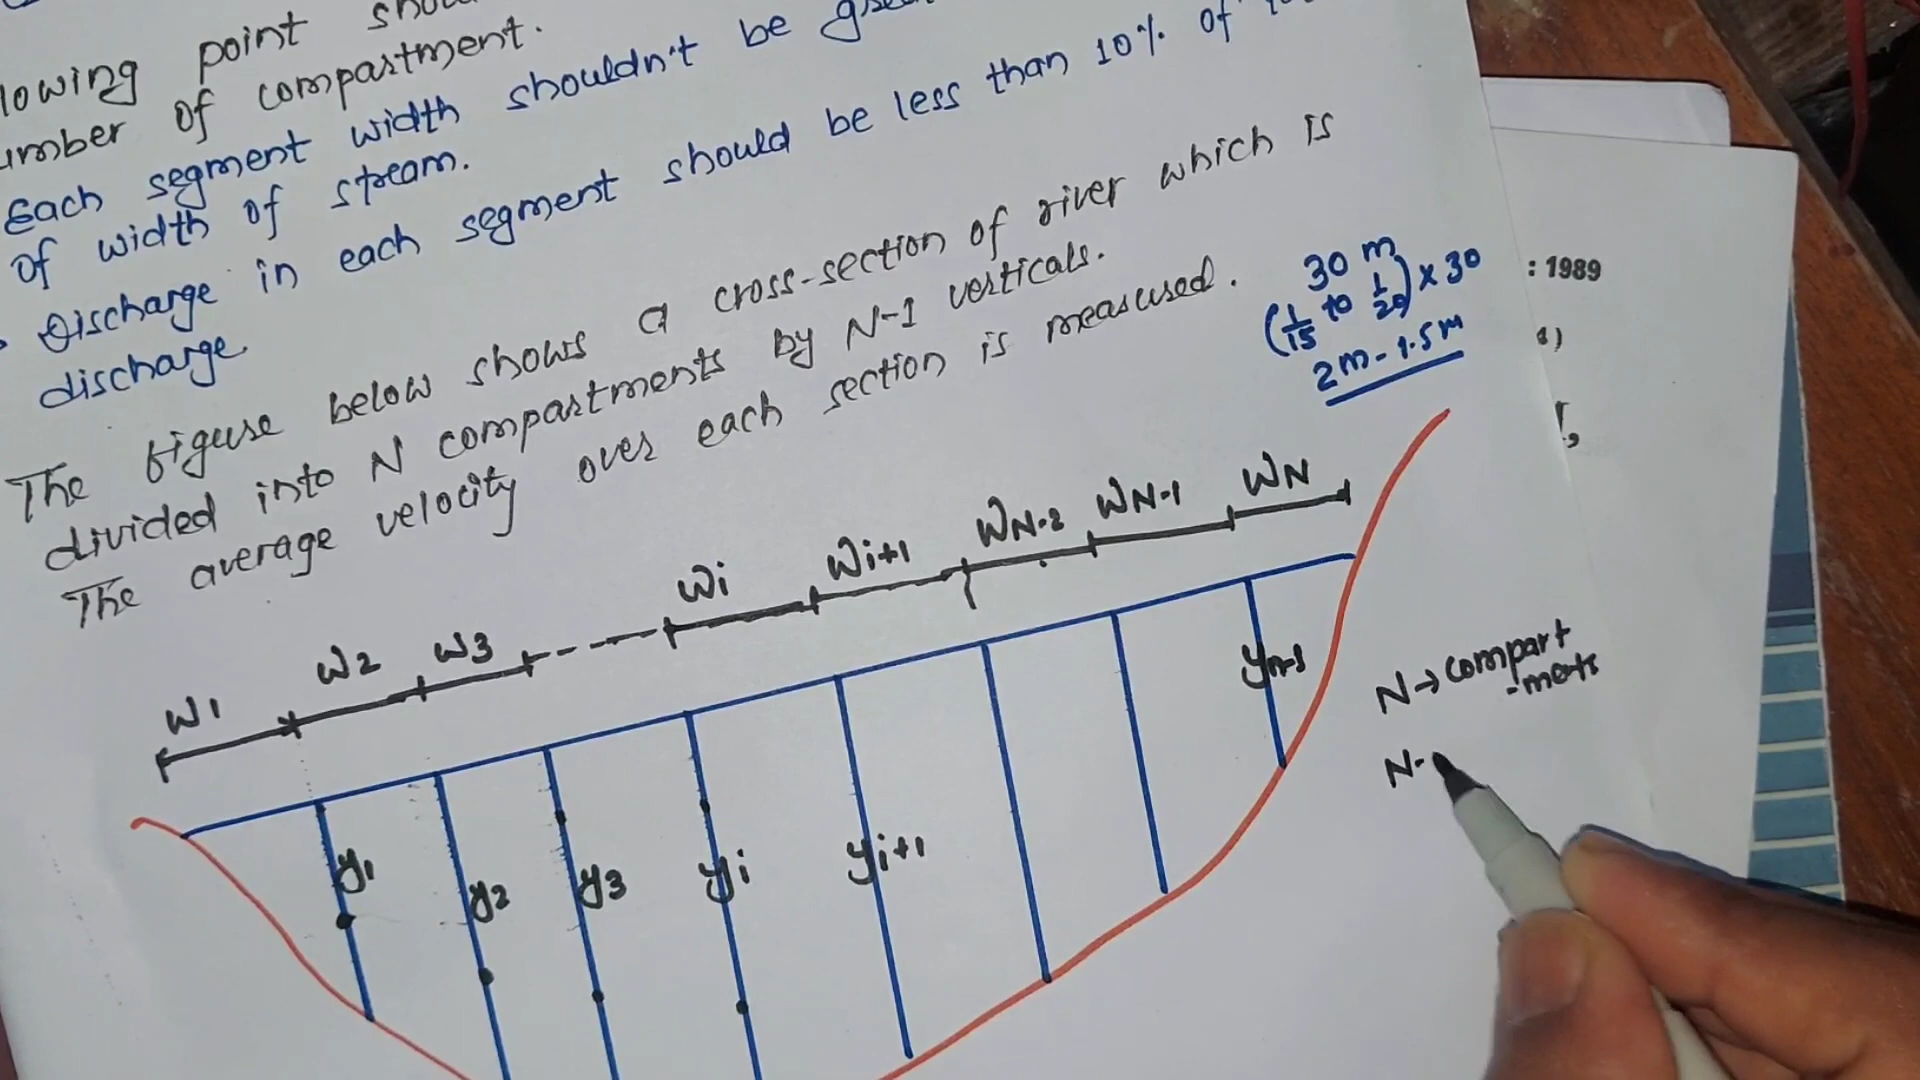 lowing point
number of compartment.
Each segment width shouldn't be
of width of stream.
Discharge in each segment should be less than 10% of
discharge.
The figure below shows a cross-section of river which is
divided into N compartments by N-1 verticals.
The average velocity over each section is measured.
30 m
(1/15 to 1/20) x 30
2m - 1.5m
: 1989
W1
W2
W3
Wi
Wi+1
WN-2
WN-1
WN
y1
y2
y3
yi
yi+1
yn-1
N→compart
-ments
N-